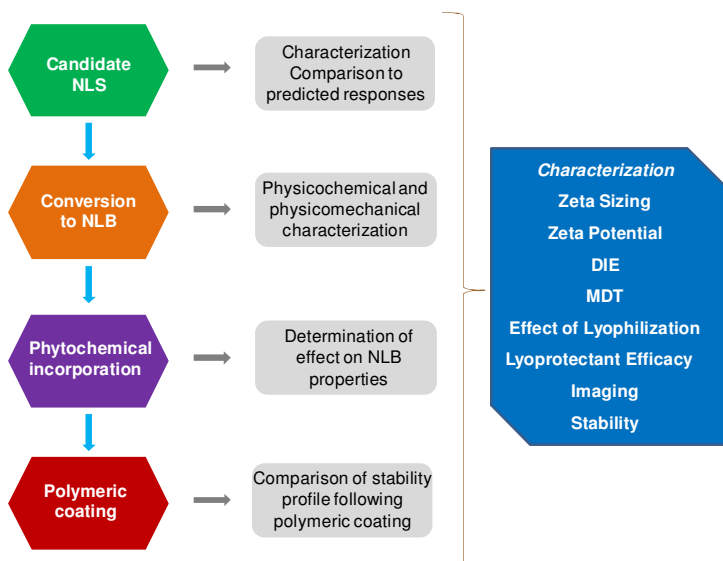 Candidate
NLS
Characterization
Comparison to
predicted responses
Conversion
to NLB
Physicochemical and
physicomechanical
characterization
Phytochemical
incorporation
Determination of
effect on NLB
properties
Polymeric
coating
Comparison of stability
profile following
polymeric coating
Characterization
Zeta Sizing
Zeta Potential
DIE
MDT
Effect of Lyophilization
Lyoprotectant Efficacy
Imaging
Stability